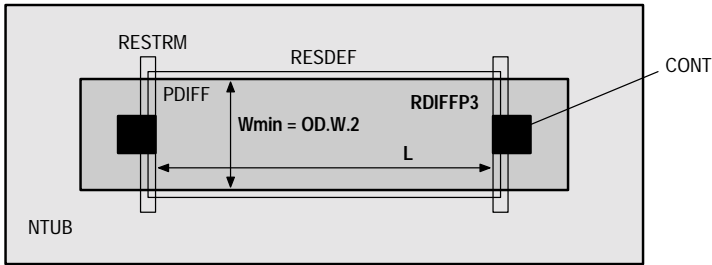 RESTRM
RESDEF
CONT
PDIFF
RDIFFP3
Wmin = OD.W.2
L
NTUB